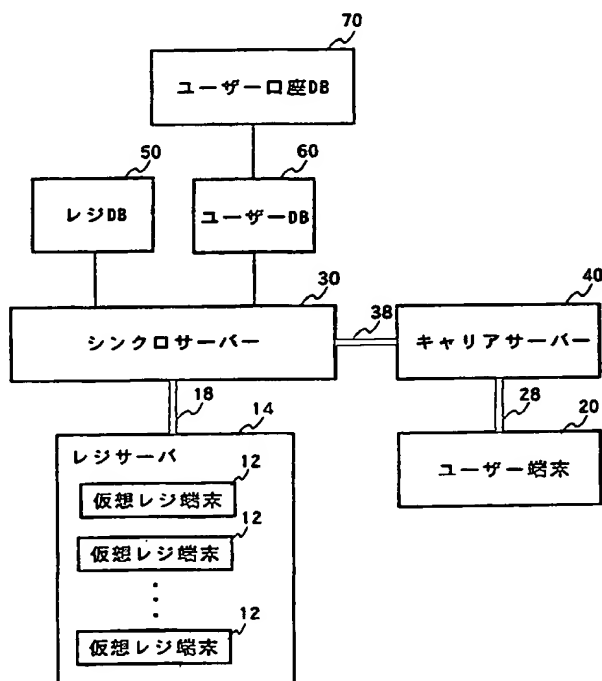 70
ユーザー口座DB
50
60
レジDB
ユーザーDB
30
40
シンクロサーバー
38
キャリアサーバー
18
14
28
20
レジサーバ
ユーザー端末
12
仮想レジ端末
12
仮想レジ端末
12
仮想レジ端末